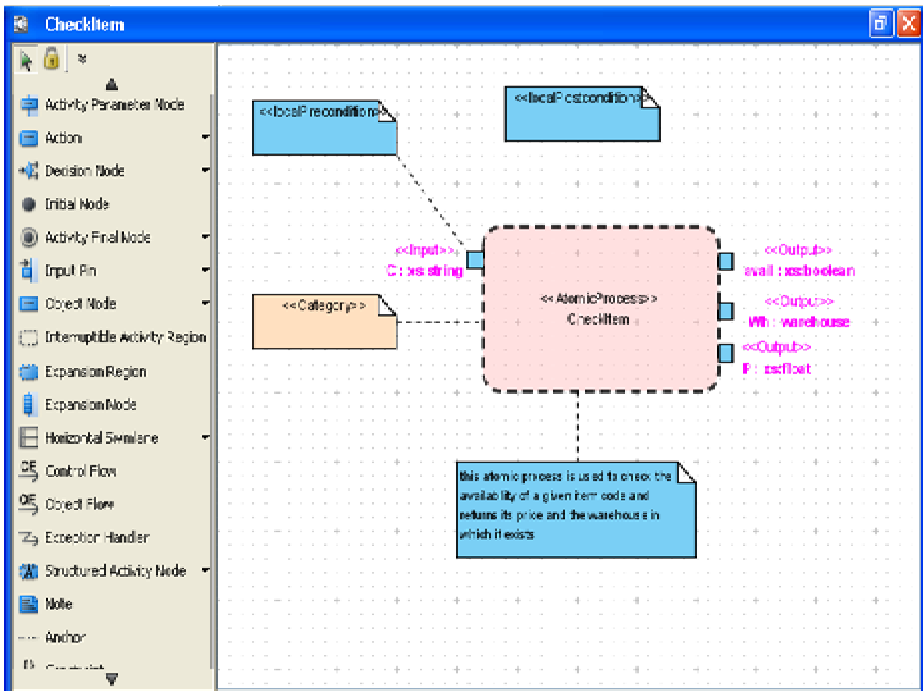 CheckItem
Activity Parameter Node
Action
Decision Node
Initial Node
Activity Final Node
Input Pin
Object Node
Interruptible Activity Region
Expansion Region
Expansion Node
Horizontal Swimlane
Control Flow
Object Flow
Exception Handler
Structured Activity Node
Note
Anchor
<<localPrecondition>>
<<localPostcondition>>
<<Input>>
C : xs:string
<<Category>>
<<AtomicProcess>>
CheckItem
<<Output>>
avail : xs:boolean
<<Output>>
Wh : warehouse
<<Output>>
P : xs:float
this atomic process is used to check the
availability of a given item code and
returns its price and the warehouse in
which it exists